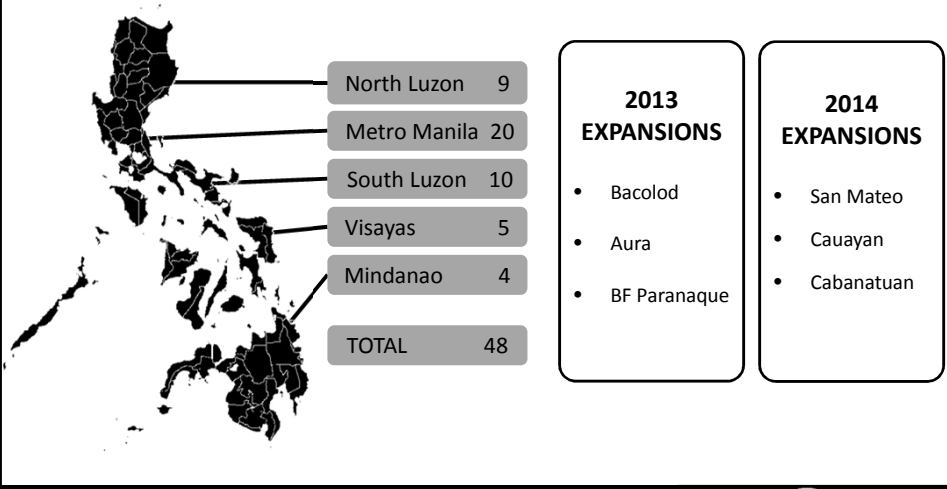 North Luzon 9
Metro Manila 20
South Luzon 10
Visayas 5
Mindanao 4
TOTAL 48
2013
EXPANSIONS
• Bacolod
• Aura
• BF Paranaque
2014
EXPANSIONS
• San Mateo
• Cauayan
• Cabanatuan